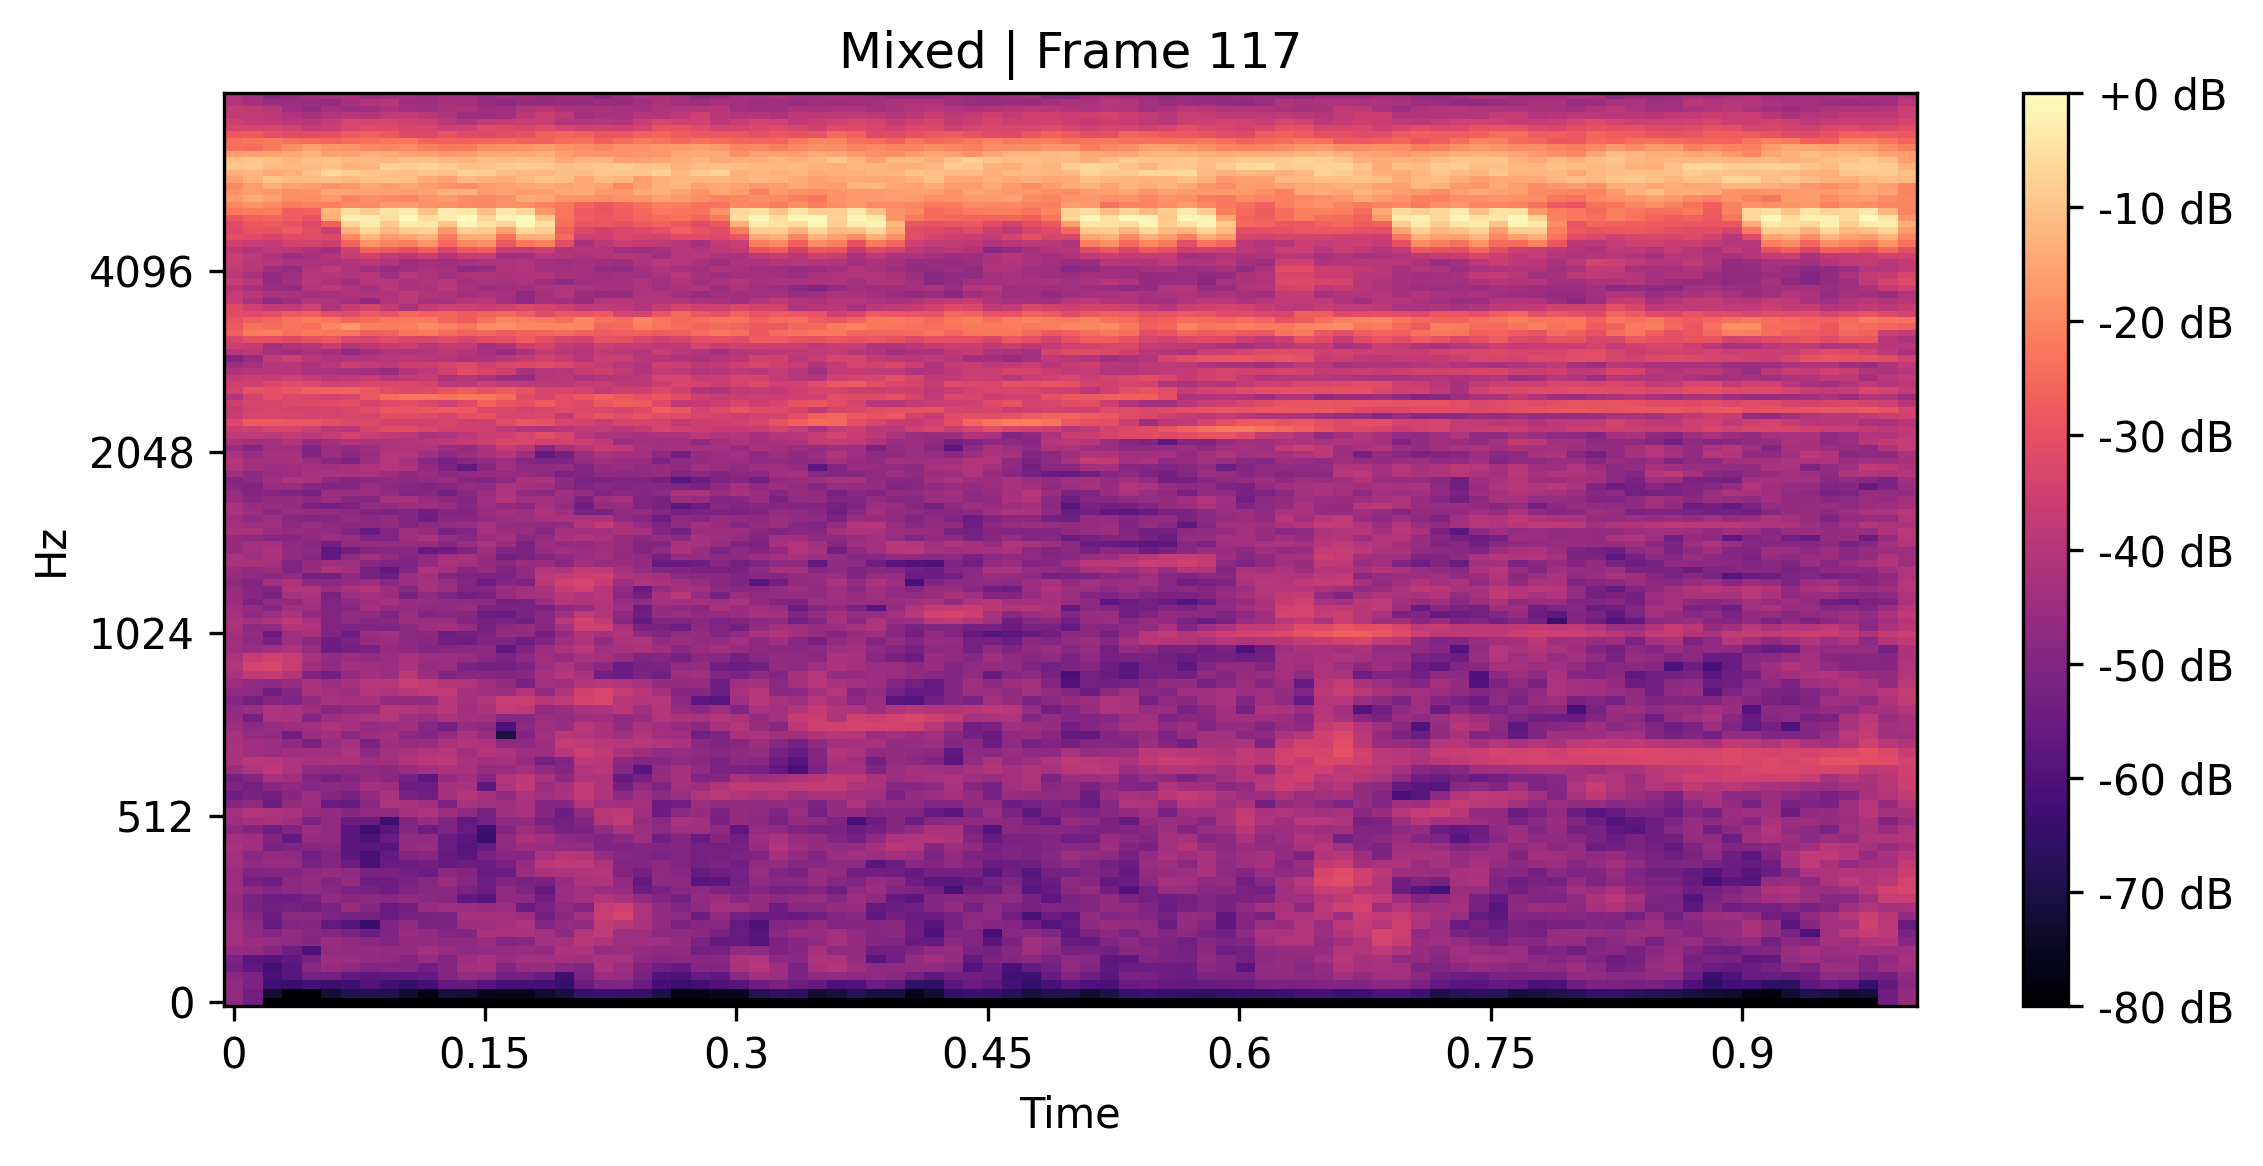 Mixed | Frame 117
+0 dB
-10 dB
-20 dB
-30 dB
-40 dB
-50 dB
-60 dB
-70 dB
-80 dB
4096
2048
1024
512
0
Hz
0 0.15 0.3 0.45 0.6 0.75 0.9
Time